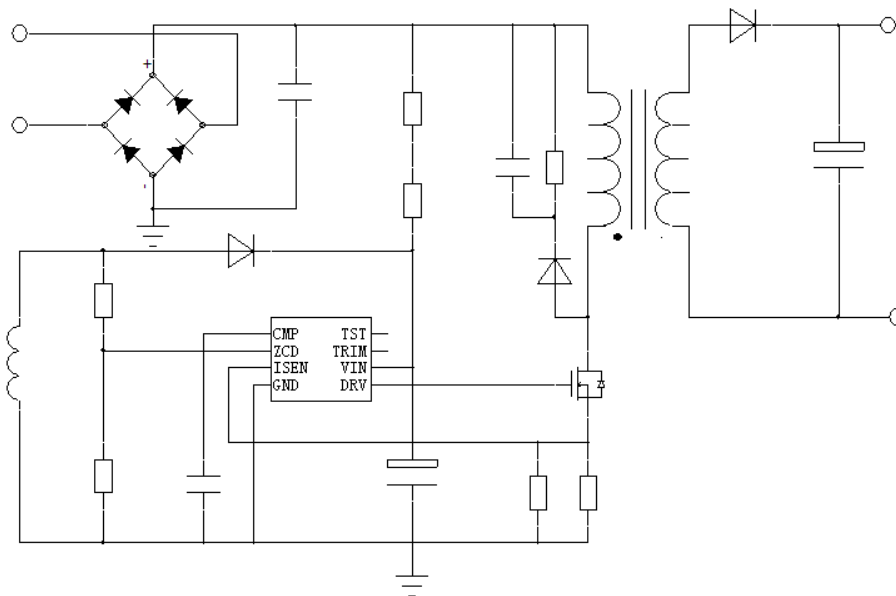 +
-
CMP TST
ZCD TRIM
ISEN VIN
GND DRV